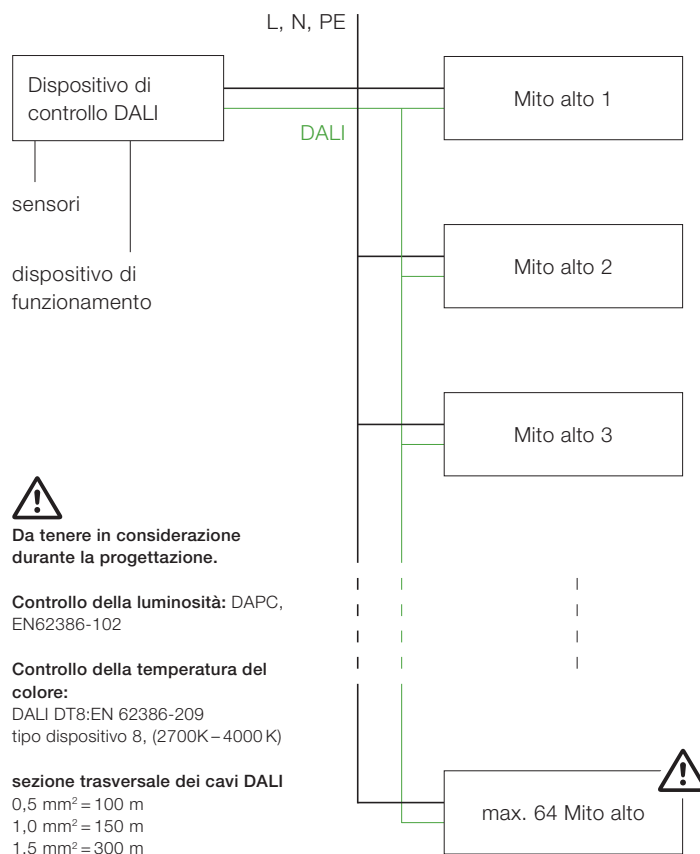 L, N, PE
Dispositivo di
controllo DALI
Mito alto 1
DALI
sensori
dispositivo di
funzionamento
Mito alto 2
Mito alto 3
Da tenere in considerazione
durante la progettazione.
Controllo della luminosità: DAPC,
EN62386-102
Controllo della temperatura del
colore:
DALI DT8:EN 62386-209
tipo dispositivo 8, (2700K – 4000 K)
sezione trasversale dei cavi DALI
0,5 mm² = 100 m
1,0 mm² = 150 m
1,5 mm² = 300 m
max. 64 Mito alto